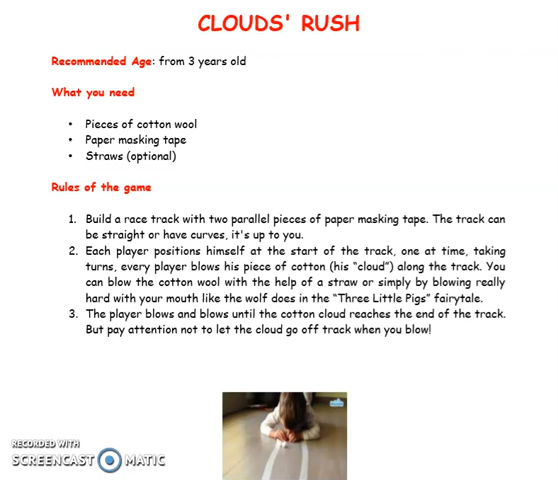 CLOUDS' RUSH
Recommended Age: from 3 years old
What you need
• Pieces of cotton wool
• Paper masking tape
• Straws (optional)
Rules of the game
1. Build a race track with two parallel pieces of paper masking tape. The track can
be straight or have curves, it's up to you.
2. Each player positions himself at the start of the track, one at time, taking
turns, every player blows his piece of cotton (his “cloud”) along the track. You
can blow the cotton wool with the help of a straw or simply by blowing really
hard with your mouth like the wolf does in the “Three Little Pigs” fairytale.
3. The player blows and blows until the cotton cloud reaches the end of the track.
But pay attention not to let the cloud go off track when you blow!
RECORDED WITH
SCREENCAST MATIC